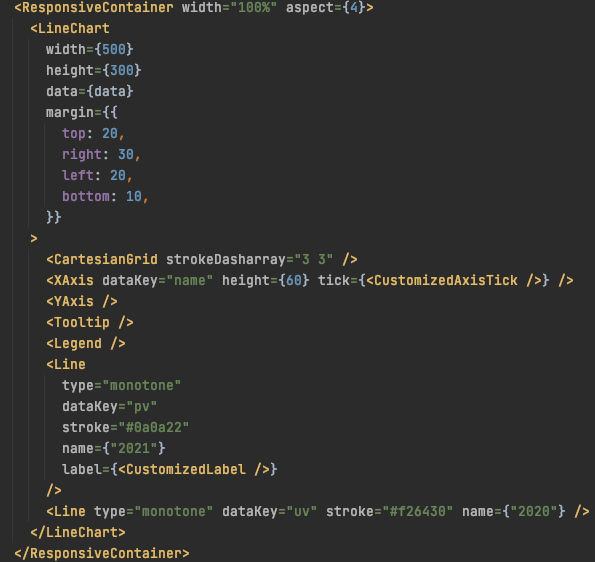 <ResponsiveContainer width="100%" aspect={4}>
<LineChart
width={500}
height={300}
data={data}
margin={{
top: 20,
right: 30,
left: 20,
bottom: 10,
}}
>
<CartesianGrid strokeDasharray="3 3" />
<XAxis dataKey="name" height={60} tick={<CustomizedAxisTick />} />
<YAxis />
<Tooltip />
<Legend />
<Line
type="monotone"
dataKey="pv"
stroke="#0a0a22"
name={"2021"}
label={<CustomizedLabel />}
/>
<Line type="monotone" dataKey="uv" stroke="#f26430" name={"2020"} />
</LineChart>
</ResponsiveContainer>